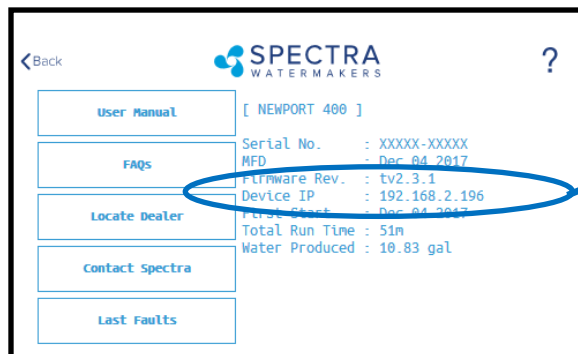 Back
SPECTRA
WATERMAKERS
?
User Manual
FAQs
Locate Dealer
Contact Spectra
Last Faults
[ NEWPORT 400 ]
Serial No. : XXXXX-XXXXX
MFD : Dec 04 2017
Firmware Rev. : tv2.3.1
Device IP : 192.168.2.196
First Start : Dec 04 2017
Total Run Time : 51m
Water Produced : 10.83 gal